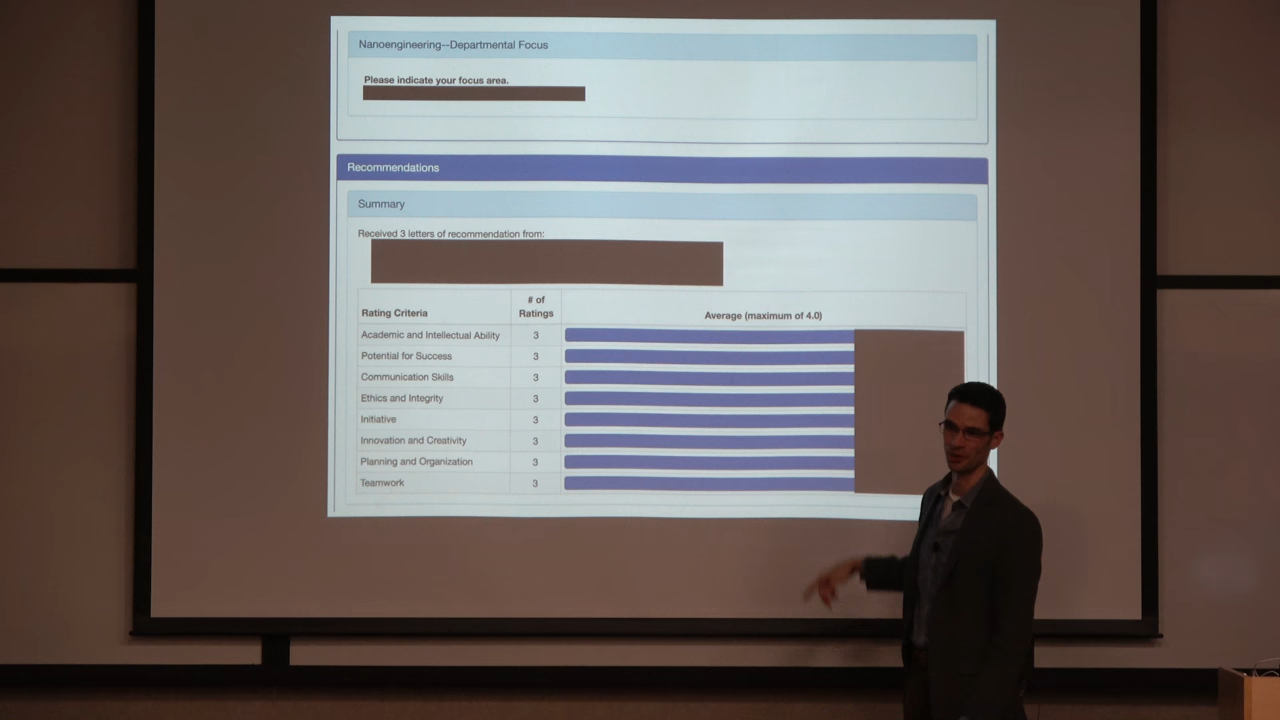 Nanoengineering--Departmental Focus
Please indicate your focus area.
Recommendations
Summary
Received 3 letters of recommendation from:
Rating Criteria # of Ratings Average (maximum of 4.0)
Academic and Intellectual Ability 3
Potential for Success 3
Communication Skills 3
Ethics and Integrity 3
Initiative 3
Innovation and Creativity 3
Planning and Organization 3
Teamwork 3